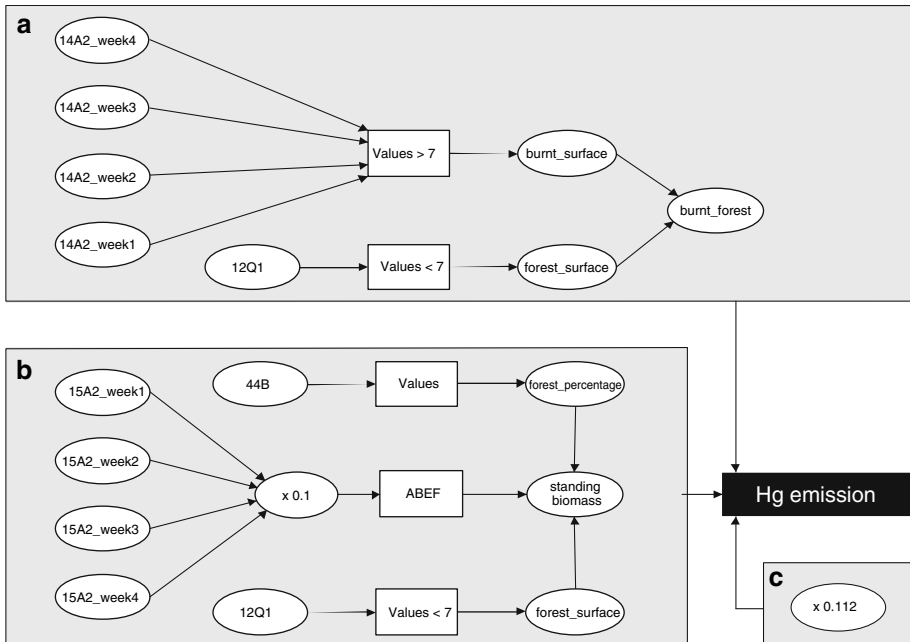 a
14A2_week4
14A2_week3
14A2_week2
14A2_week1
Values > 7
burnt_surface
burnt_forest
12Q1
Values < 7
forest_surface
b
15A2_week1
15A2_week2
15A2_week3
15A2_week4
44B
Values
forest_percentage
x 0.1
ABEF
standing
biomass
12Q1
Values < 7
forest_surface
Hg emission
c
x 0.112